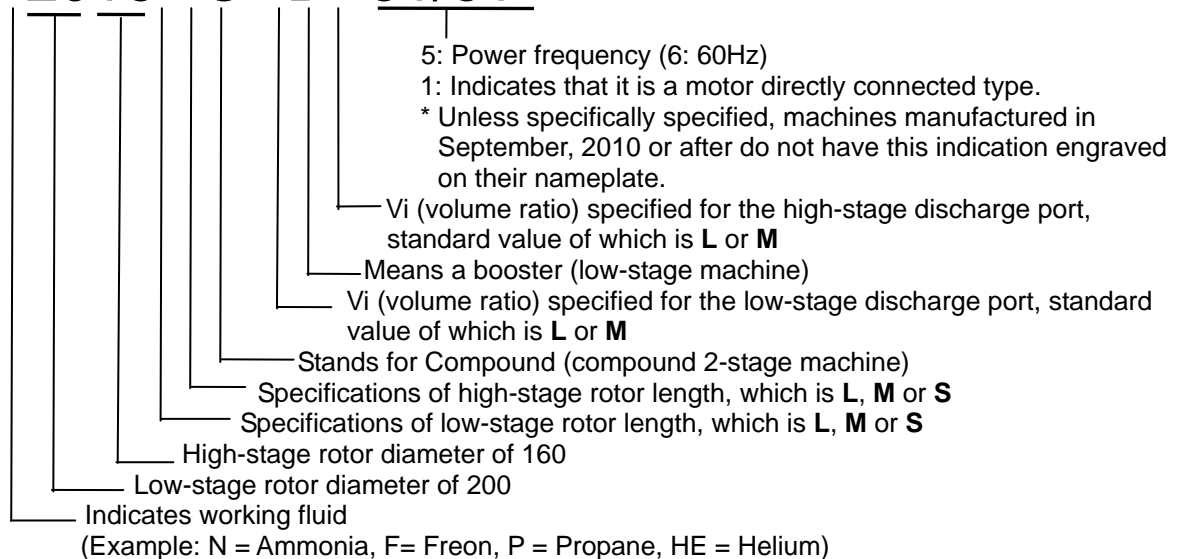 5: Power frequency (6: 60Hz)
1: Indicates that it is a motor directly connected type.
* Unless specifically specified, machines manufactured in
September, 2010 or after do not have this indication engraved
on their nameplate.
Vi (volume ratio) specified for the high-stage discharge port,
standard value of which is L or M
Means a booster (low-stage machine)
Vi (volume ratio) specified for the low-stage discharge port, standard
value of which is L or M
Stands for Compound (compound 2-stage machine)
Specifications of high-stage rotor length, which is L, M or S
Specifications of low-stage rotor length, which is L, M or S
High-stage rotor diameter of 160
Low-stage rotor diameter of 200
Indicates working fluid
(Example: N = Ammonia, F= Freon, P = Propane, HE = Helium)